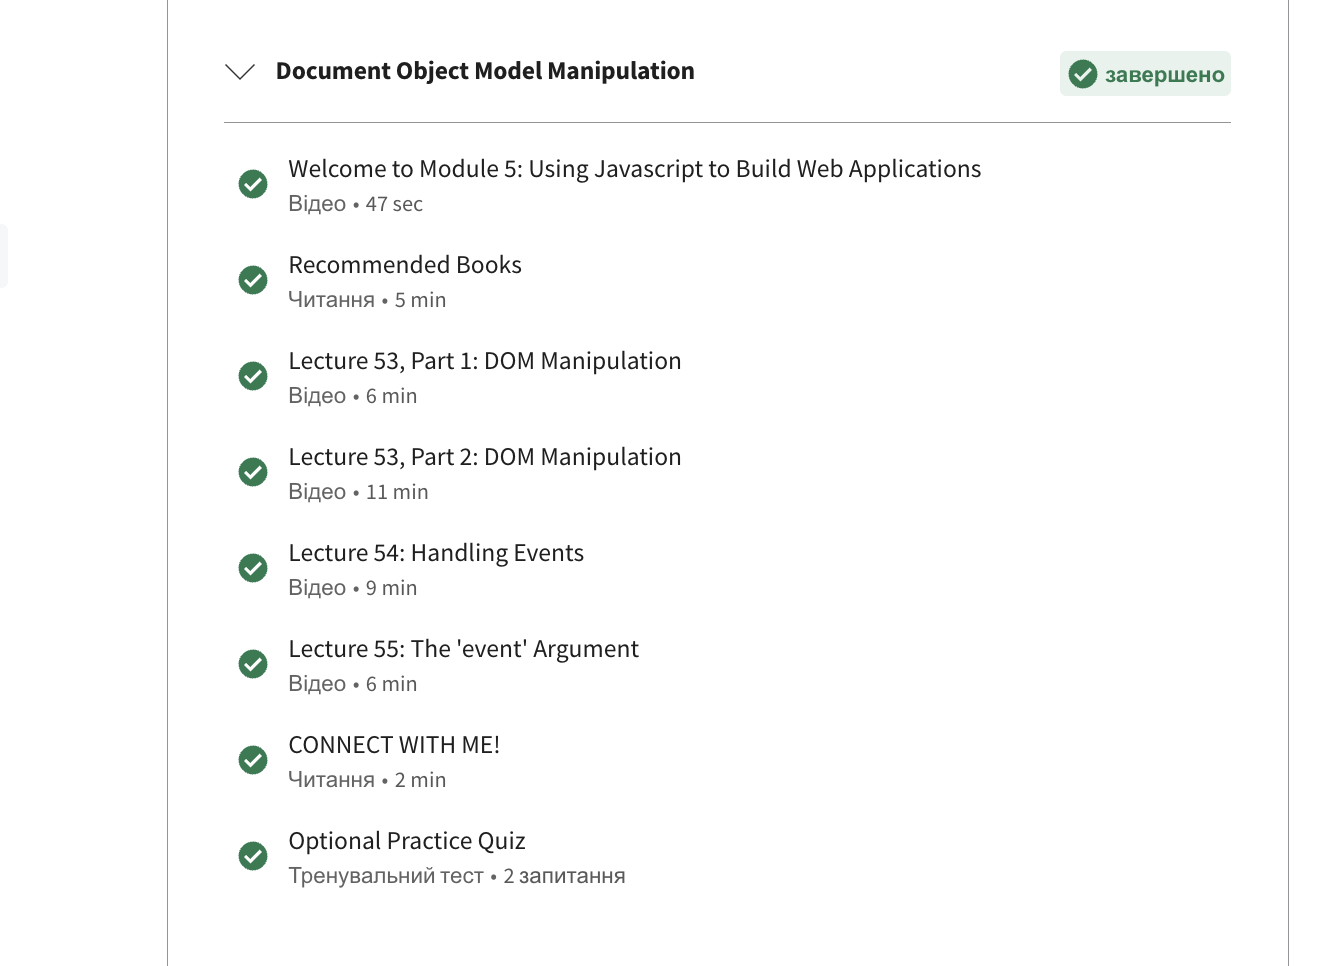 Document Object Model Manipulation
завершено
Welcome to Module 5: Using Javascript to Build Web Applications
Відео • 47 sec
Recommended Books
Читання • 5 min
Lecture 53, Part 1: DOM Manipulation
Відео • 6 min
Lecture 53, Part 2: DOM Manipulation
Відео • 11 min
Lecture 54: Handling Events
Відео • 9 min
Lecture 55: The 'event' Argument
Відео • 6 min
CONNECT WITH ME!
Читання • 2 min
Optional Practice Quiz
Тренувальний тест • 2 запитання